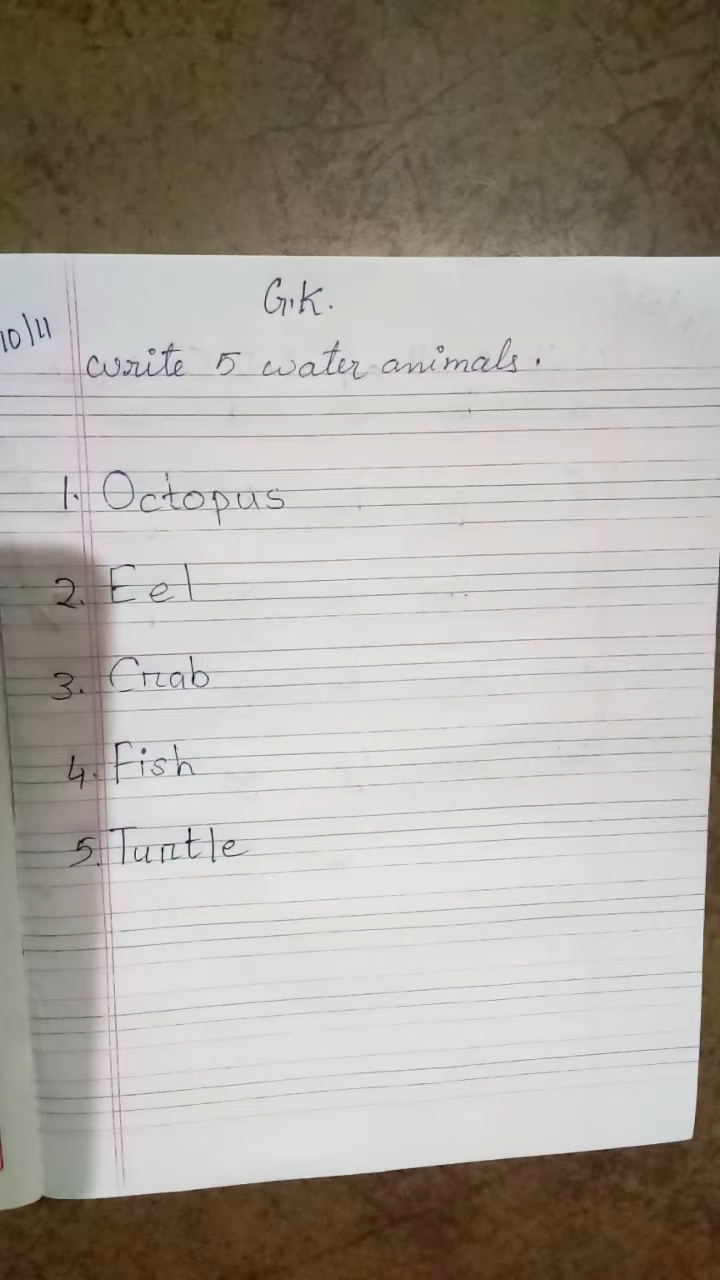 G.K.
10/11
write 5 water animals.
1. Octopus
2. Eel
3. Crab
4. Fish
5. Turtle